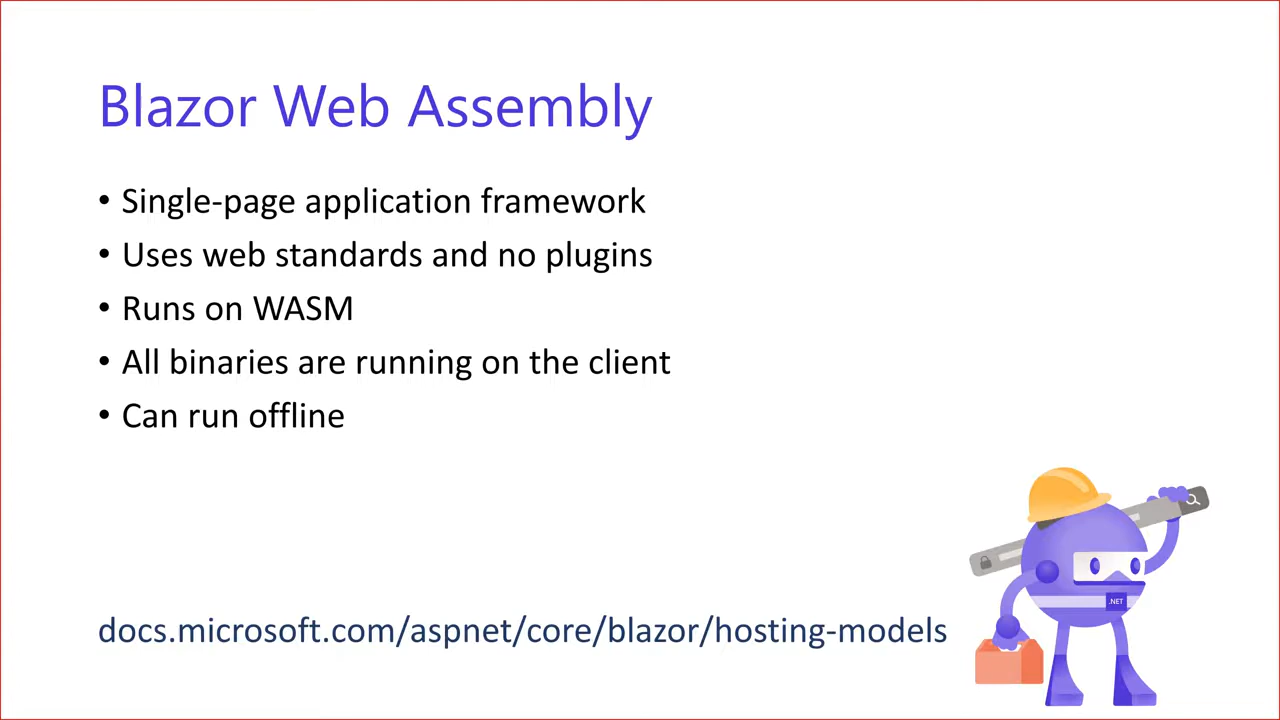 Blazor Web Assembly
• Single-page application framework
• Uses web standards and no plugins
• Runs on WASM
• All binaries are running on the client
• Can run offline
.NET
docs.microsoft.com/aspnet/core/blazor/hosting-models